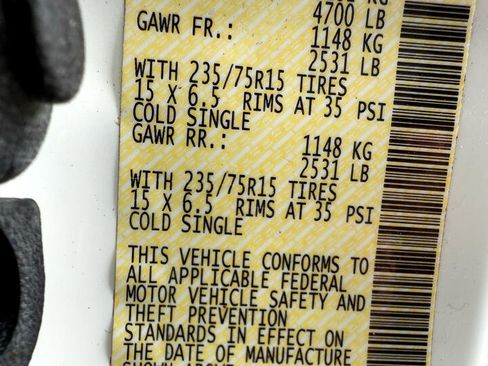 KG
4700 LB
GAWR FR.: 1148 KG
2531 LB
WITH 235/75R15 TIRES
15 X 6.5 RIMS AT 35 PSI
COLD SINGLE
GAWR RR.: 1148 KG
2531 LB
WITH 235/75R15 TIRES
15 X 6.5 RIMS AT 35 PSI
COLD SINGLE
THIS VEHICLE CONFORMS TO
ALL APPLICABLE FEDERAL
MOTOR VEHICLE SAFETY AND
THEFT PREVENTION
STANDARDS IN EFFECT ON
THE DATE OF MANUFACTURE
SHOWN ABOVE